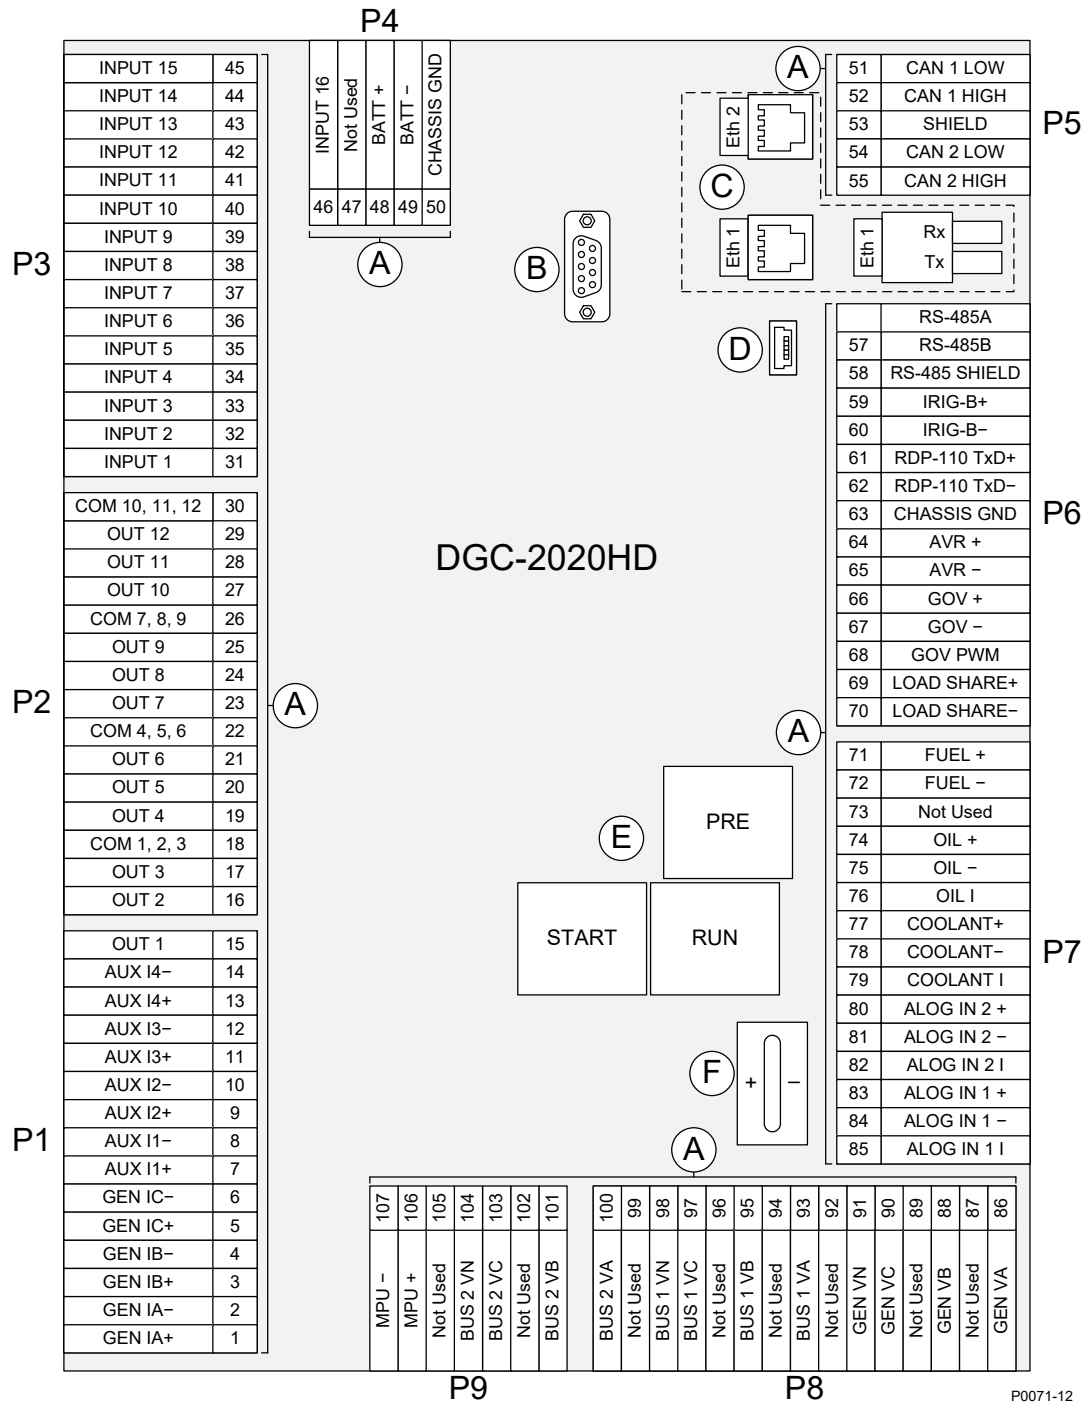 P4
INPUT 15 45
INPUT 14 44
INPUT 13 43
INPUT 12 42
INPUT 11 41
INPUT 10 40
INPUT 9 39
INPUT 8 38
INPUT 7 37
INPUT 6 36
INPUT 5 35
INPUT 4 34
INPUT 3 33
INPUT 2 32
INPUT 1 31
P3
COM 10, 11, 12 30
OUT 12 29
OUT 11 28
OUT 10 27
COM 7, 8, 9 26
OUT 9 25
OUT 8 24
OUT 7 23
COM 4, 5, 6 22
OUT 6 21
OUT 5 20
OUT 4 19
COM 1, 2, 3 18
OUT 3 17
OUT 2 16
P2
A
OUT 1 15
AUX I4− 14
AUX I4+ 13
AUX I3− 12
AUX I3+ 11
AUX I2− 10
AUX I2+ 9
AUX I1− 8
AUX I1+ 7
GEN IC− 6
GEN IC+ 5
GEN IB− 4
GEN IB+ 3
GEN IA− 2
GEN IA+ 1
P1
INPUT 16 46
Not Used 47
BATT + 48
BATT − 49
CHASSIS GND 50
A
B
C
Eth 2
Eth 1
Eth 1
Rx
Tx
D
A
51 CAN 1 LOW
52 CAN 1 HIGH
53 SHIELD
54 CAN 2 LOW
55 CAN 2 HIGH
P5
RS-485A
57 RS-485B
58 RS-485 SHIELD
59 IRIG-B+
60 IRIG-B−
61 RDP-110 TxD+
62 RDP-110 TxD−
63 CHASSIS GND
64 AVR +
65 AVR −
66 GOV +
67 GOV −
68 GOV PWM
69 LOAD SHARE+
70 LOAD SHARE−
P6
DGC-2020HD
A
71 FUEL +
72 FUEL −
73 Not Used
74 OIL +
75 OIL −
76 OIL I
77 COOLANT+
78 COOLANT−
79 COOLANT I
80 ALOG IN 2 +
81 ALOG IN 2 −
82 ALOG IN 2 I
83 ALOG IN 1 +
84 ALOG IN 1 −
85 ALOG IN 1 I
P7
E
PRE
START
RUN
F
+ −
A
107 MPU −
106 MPU +
105 Not Used
104 BUS 2 VN
103 BUS 2 VC
102 Not Used
101 BUS 2 VB
P9
100 BUS 2 VA
99 Not Used
98 BUS 1 VN
97 BUS 1 VC
96 Not Used
95 BUS 1 VB
94 Not Used
93 BUS 1 VA
92 Not Used
91 GEN VN
90 GEN VC
89 Not Used
88 GEN VB
87 Not Used
86 GEN VA
P8
P0071-12